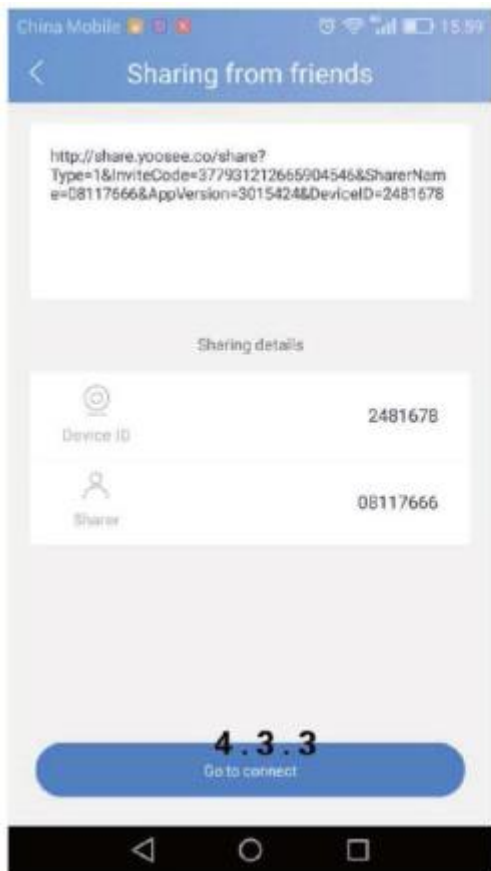 China Mobile 15:59
Sharing from friends
http://share.yoosee.co/share?
Type=1&InviteCode=377931212665904546&SharerNam
e=08117666&AppVersion=3015424&DeviceID=2481678
Sharing details
Device ID 2481678
Sharer 08117666
4.3.3
Go to connect